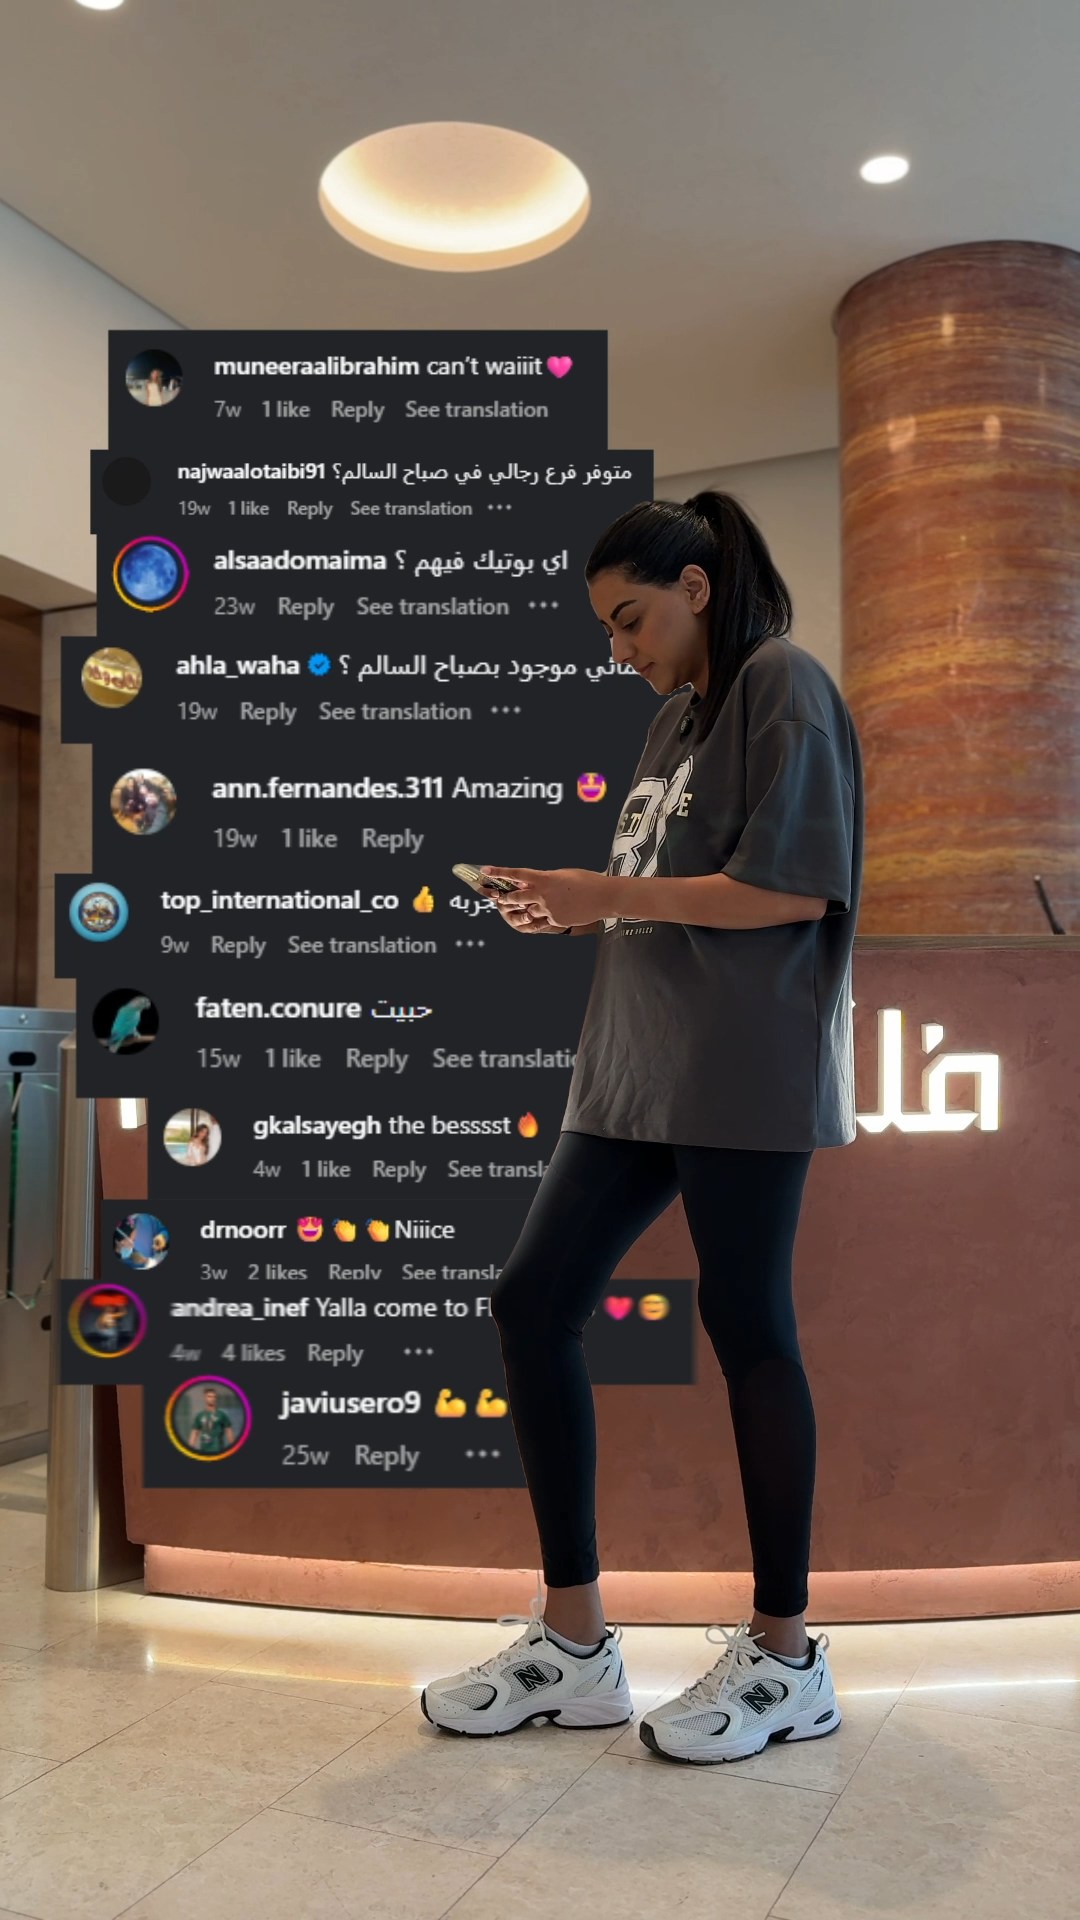 muneeraalibrahim can't waiiit🩷
7w 1 like Reply See translation
najwaalotaibi91 متوفر فرع رجالي في صباح السالم؟
19w 1 like Reply See translation •••
alsaadomaima اي بوتيك فيهم ؟
23w Reply See translation •••
ahla_waha موجود بصباح السالم ؟
19w Reply See translation •••
ann.fernandes.311 Amazing 🤩
19w 1 like Reply
top_international_co 👍
9w Reply See translation •••
faten.conure حبيت
15w 1 like Reply See
gkalsayegh the besssst🔥
4w 1 like Reply See
drnoorr 😍👏👏Niiice
3w 2 likes Reply See
andrea_inef Yalla come to
4w 4 likes Reply •••
javiusero9 💪💪
25w Reply •••
N
N